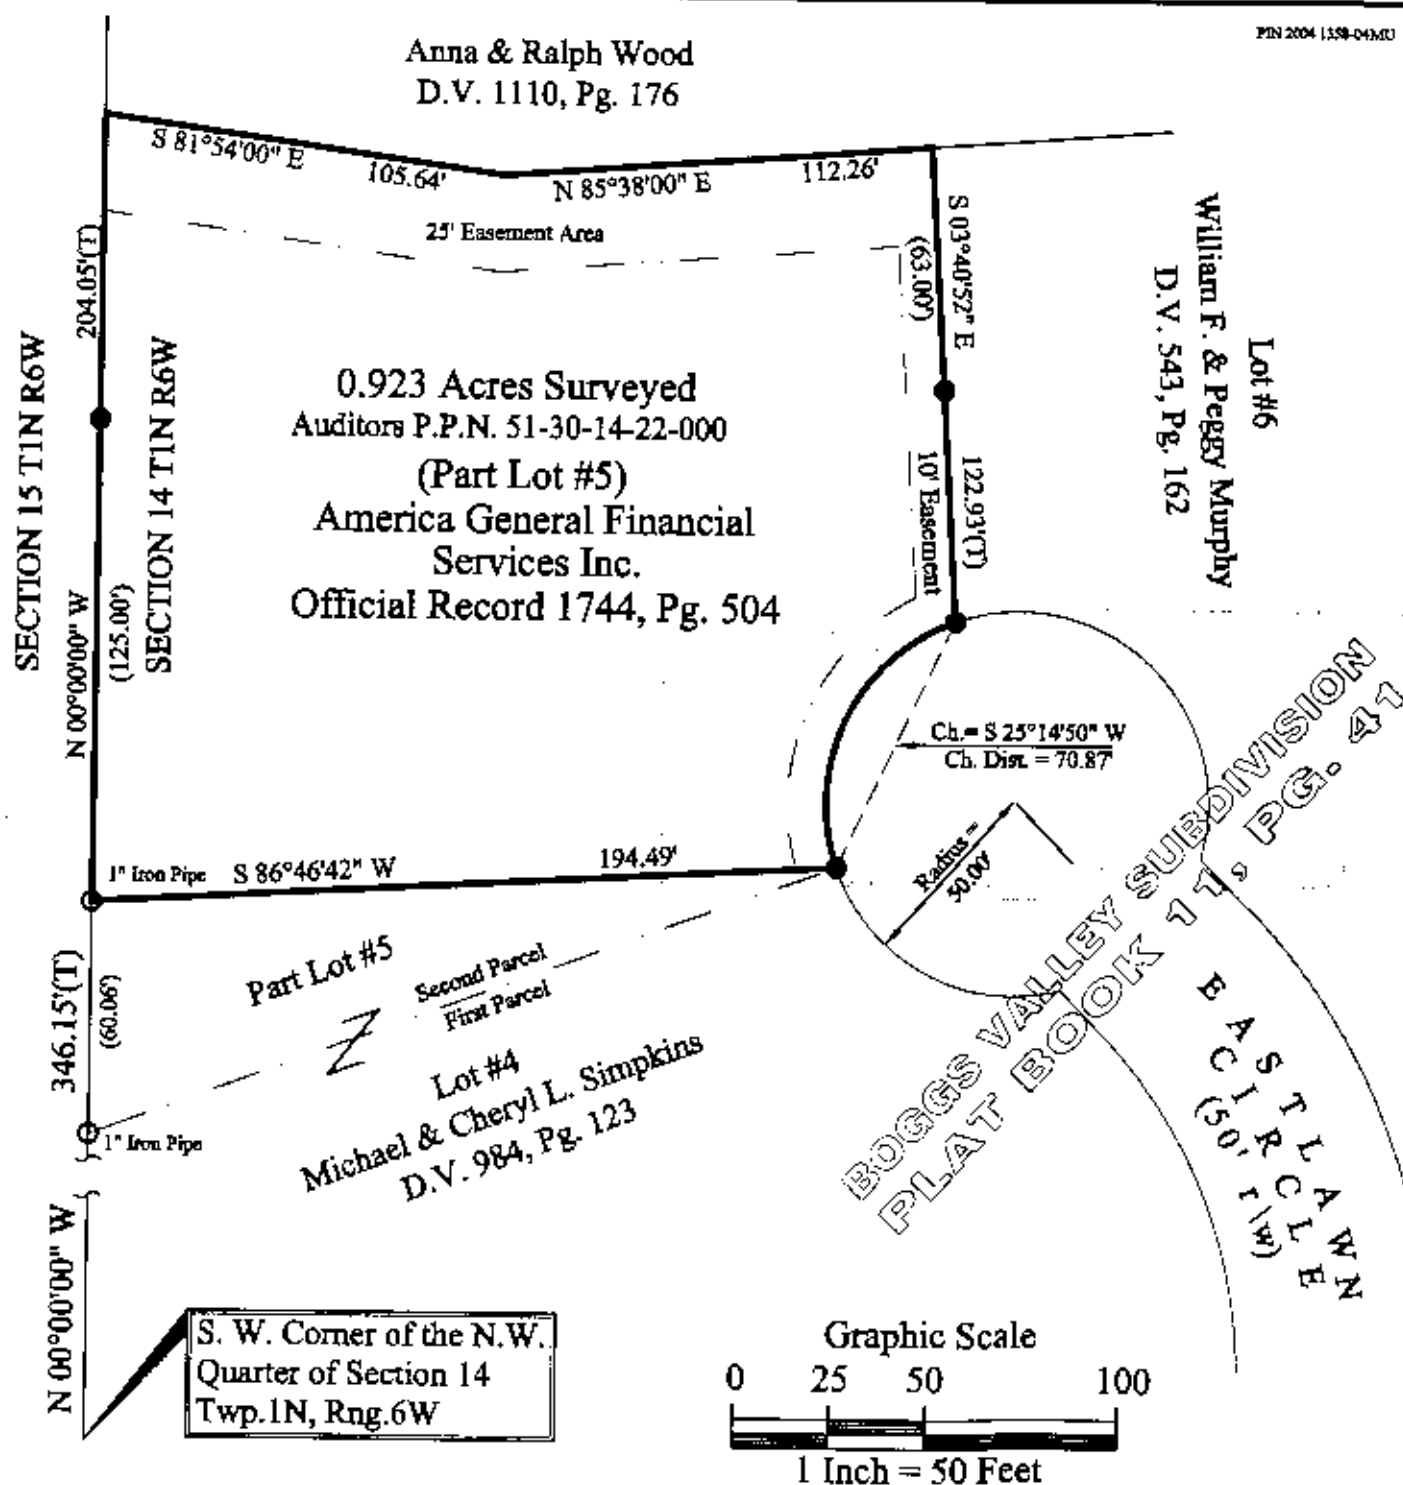 PIN 2004 1358-04MU
Anna & Ralph Wood
D.V. 1110, Pg. 176
S 81°54'00" E
105.64'
N 85°38'00" E
112.26'
25' Easement Area
S 03°40'52" E
(63.00')
122.93'(T)
10' Easement
William F. & Peggy Murphy
D.V. 543, Pg. 162
Lot #6
204.05'(T)
SECTION 15 T1N R6W
SECTION 14 T1N R6W
N 00°00'00" W
(125.00')
0.923 Acres Surveyed
Auditors P.P.N. 51-30-14-22-000
(Part Lot #5)
America General Financial
Services Inc.
Official Record 1744, Pg. 504
Ch.= S 25°14'50" W
Ch. Dist. = 70.87'
Radius =
50.00'
1" Iron Pipe
S 86°46'42" W
194.49'
BOGGS VALLEY SUBDIVISION
PLAT BOOK 11, PG. 41
Part Lot #5
Second Parcel
First Parcel
346.15'(T)
(60.06')
Lot #4
Michael & Cheryl L. Simpkins
D.V. 984, Pg. 123
1" Iron Pipe
EASTLAWN
CIRCLE
(50' r\w)
N 00°00'00" W
S. W. Corner of the N.W.
Quarter of Section 14
Twp.1N, Rng.6W
Graphic Scale
0 25 50 100
1 Inch = 50 Feet